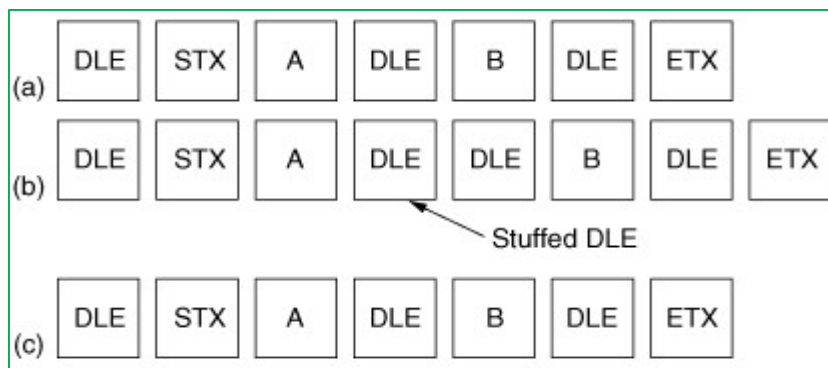 (a) DLE STX A DLE B DLE ETX
(b) DLE STX A DLE DLE B DLE ETX
Stuffed DLE
(c) DLE STX A DLE B DLE ETX